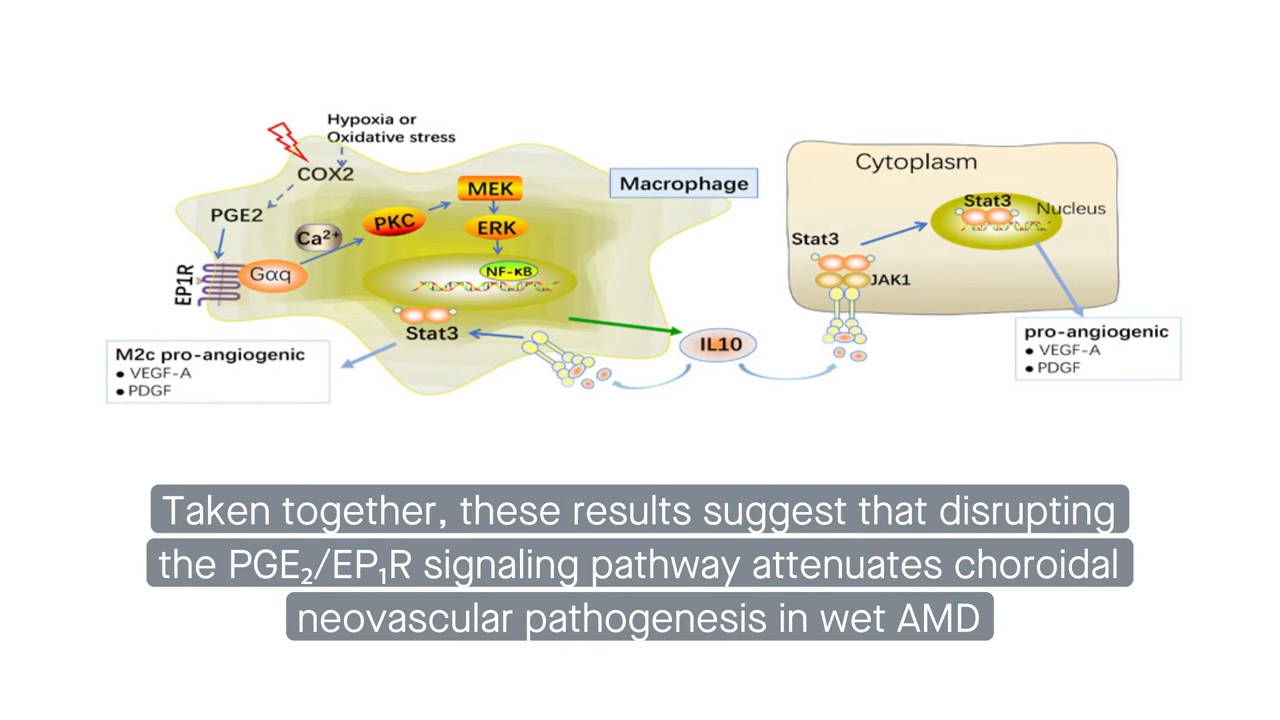 Hypoxia or
Oxidative stress
COX2
PGE2
Ca²⁺
PKC
MEK
ERK
NF-κB
EP1R
Gαq
Stat3
Macrophage
M2c pro-angiogenic
● VEGF-A
● PDGF
IL10
Cytoplasm
Stat3
Nucleus
Stat3
JAK1
pro-angiogenic
● VEGF-A
● PDGF
Taken together, these results suggest that disrupting
the PGE₂/EP₁R signaling pathway attenuates choroidal
neovascular pathogenesis in wet AMD